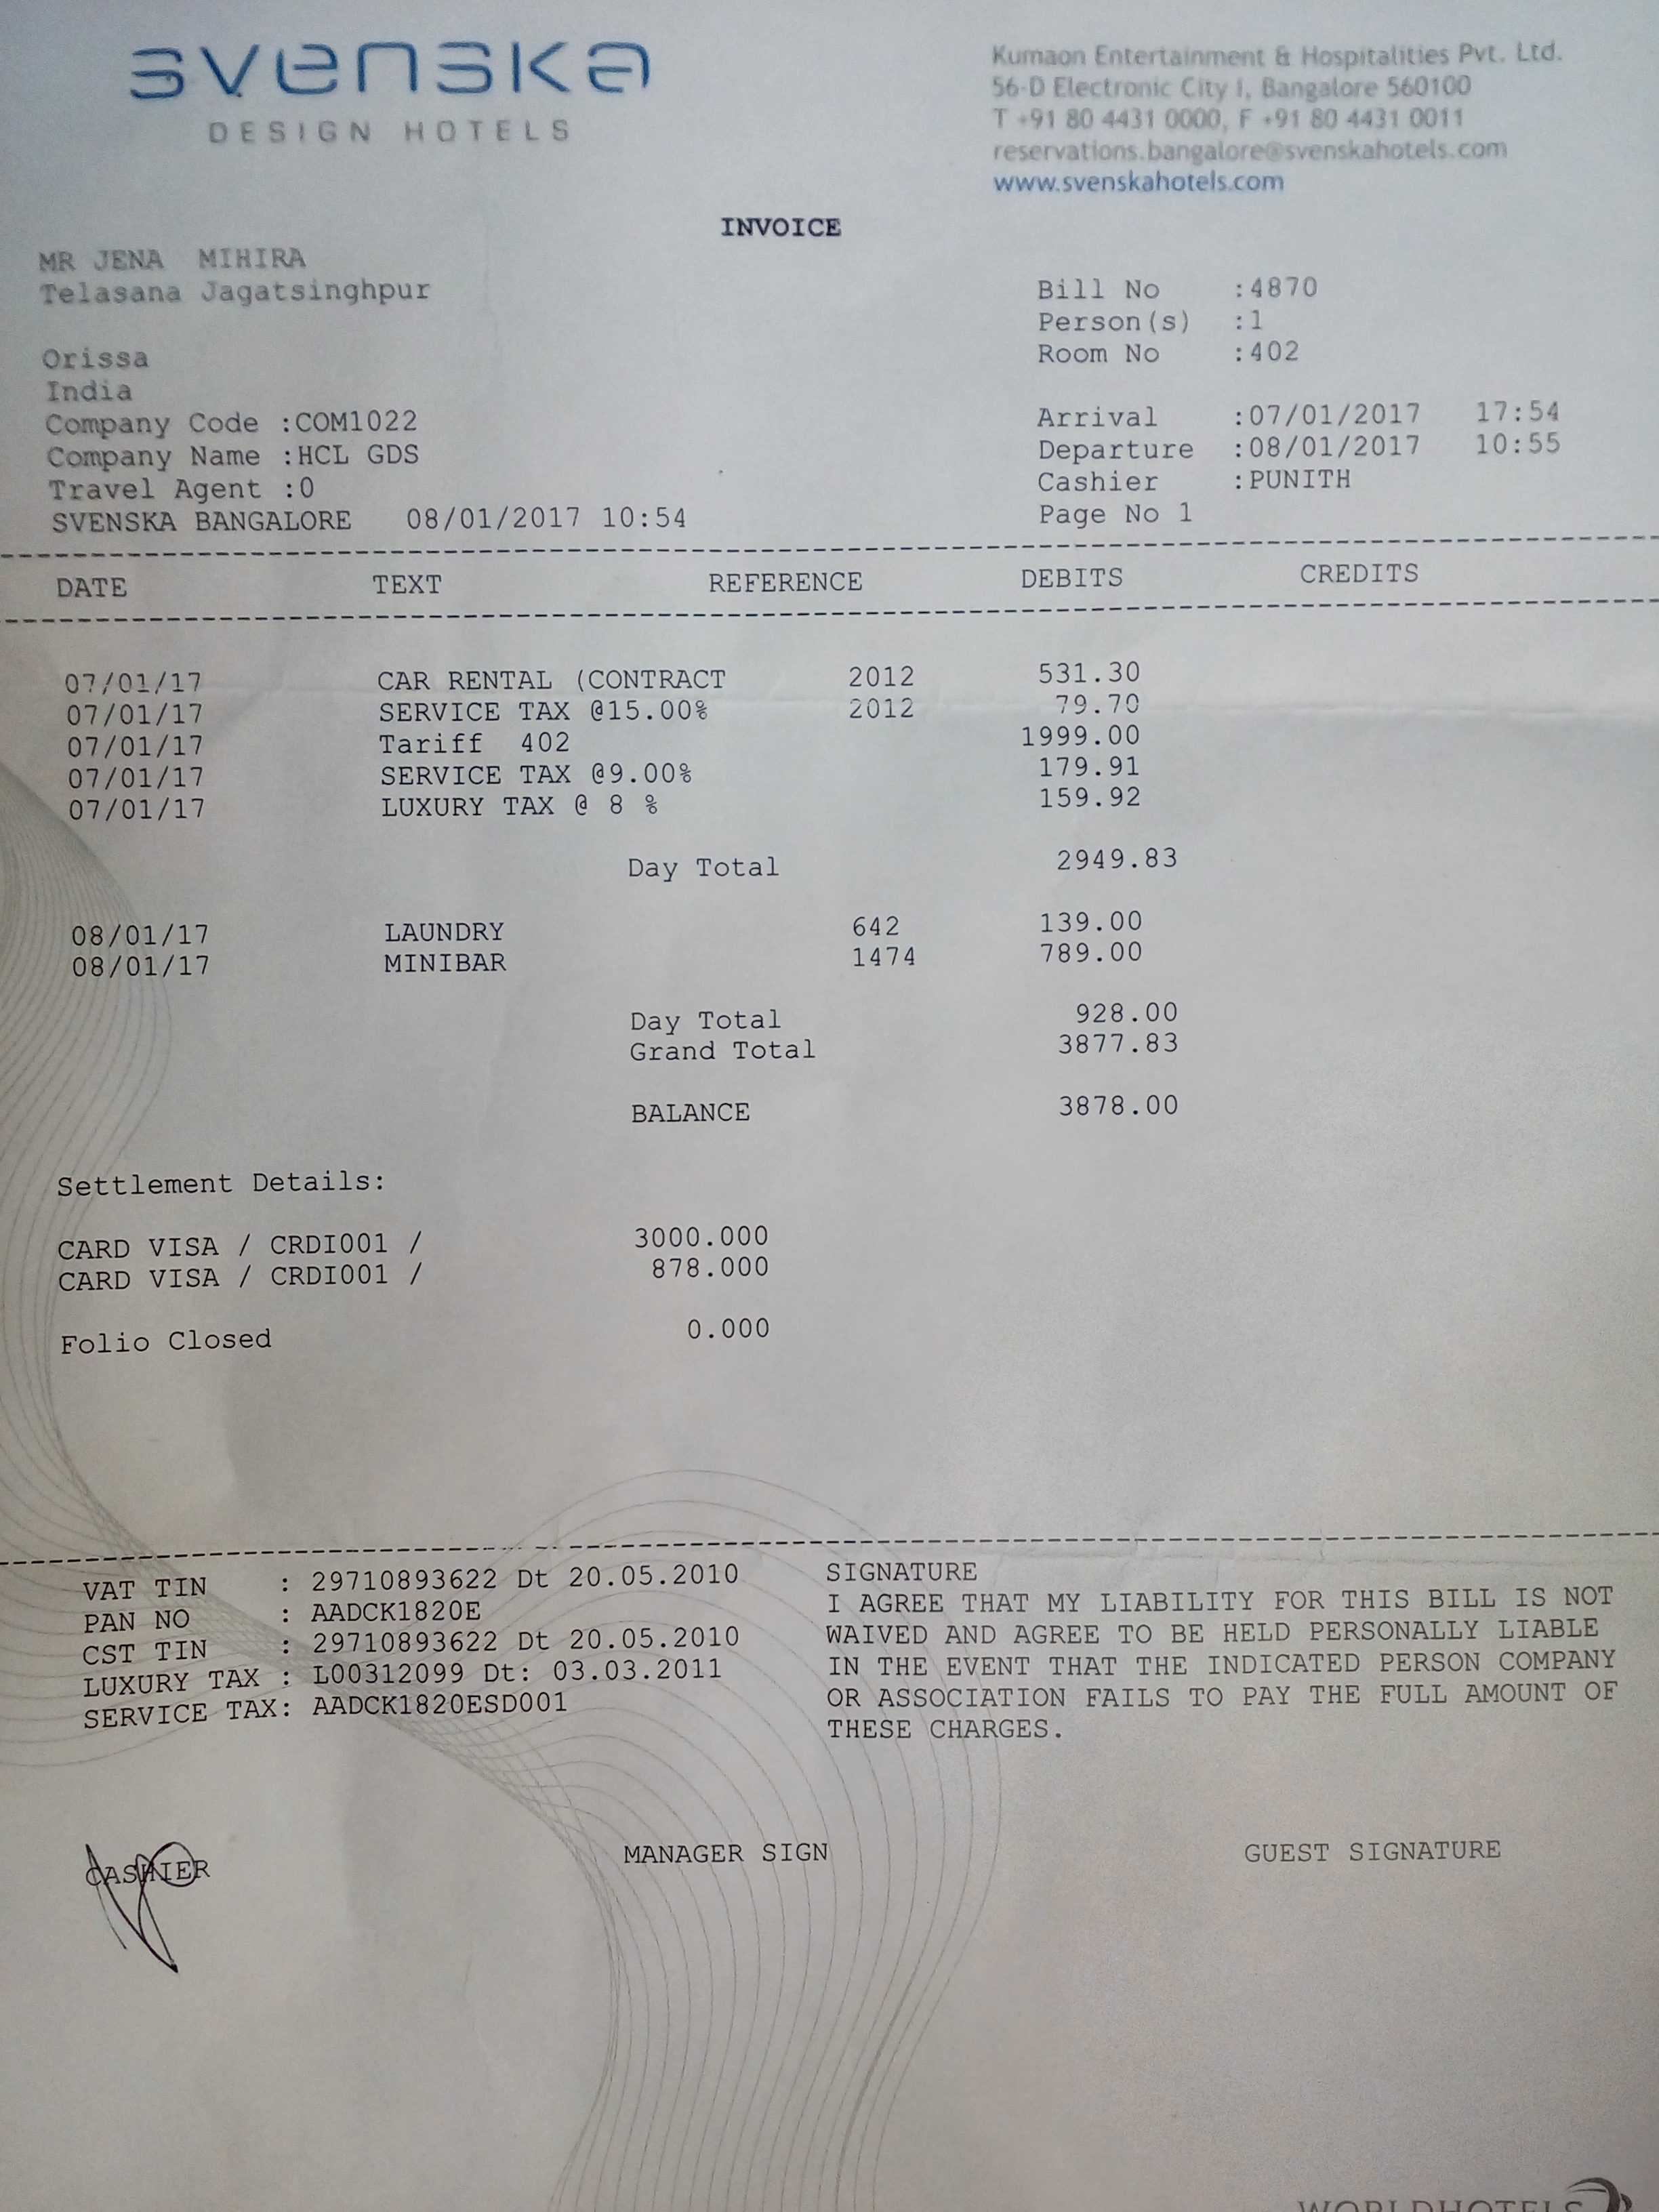 svenska
DESIGN HOTELS
Kumaon Entertainment & Hospitalities Pvt. Ltd.
56-D Electronic City I, Bangalore 560100
T +91 80 4431 0000, F +91 80 4431 0011
reservations.bangalore@svenskahotels.com
www.svenskahotels.com
INVOICE
MR JENA MIHIRA
Telasana Jagatsinghpur
Orissa
India
Company Code :COM1022
Company Name :HCL GDS
Travel Agent :0
SVENSKA BANGALORE 08/01/2017 10:54
Bill No :4870
Person(s) :1
Room No :402
Arrival :07/01/2017 17:54
Departure :08/01/2017 10:55
Cashier :PUNITH
Page No 1
DATE TEXT REFERENCE DEBITS CREDITS
07/01/17 CAR RENTAL (CONTRACT 2012 531.30
07/01/17 SERVICE TAX @15.00% 2012 79.70
07/01/17 Tariff 402 1999.00
07/01/17 SERVICE TAX @9.00% 179.91
07/01/17 LUXURY TAX @ 8 % 159.92
Day Total 2949.83
08/01/17 LAUNDRY 642 139.00
08/01/17 MINIBAR 1474 789.00
Day Total 928.00
Grand Total 3877.83
BALANCE 3878.00
Settlement Details:
CARD VISA / CRDI001 / 3000.000
CARD VISA / CRDI001 / 878.000
Folio Closed 0.000
VAT TIN : 29710893622 Dt 20.05.2010
PAN NO : AADCK1820E
CST TIN : 29710893622 Dt 20.05.2010
LUXURY TAX : L00312099 Dt: 03.03.2011
SERVICE TAX: AADCK1820ESD001
SIGNATURE
I AGREE THAT MY LIABILITY FOR THIS BILL IS NOT
WAIVED AND AGREE TO BE HELD PERSONALLY LIABLE
IN THE EVENT THAT THE INDICATED PERSON COMPANY
OR ASSOCIATION FAILS TO PAY THE FULL AMOUNT OF
THESE CHARGES.
CASHIER MANAGER SIGN GUEST SIGNATURE
WORLDHOTELS